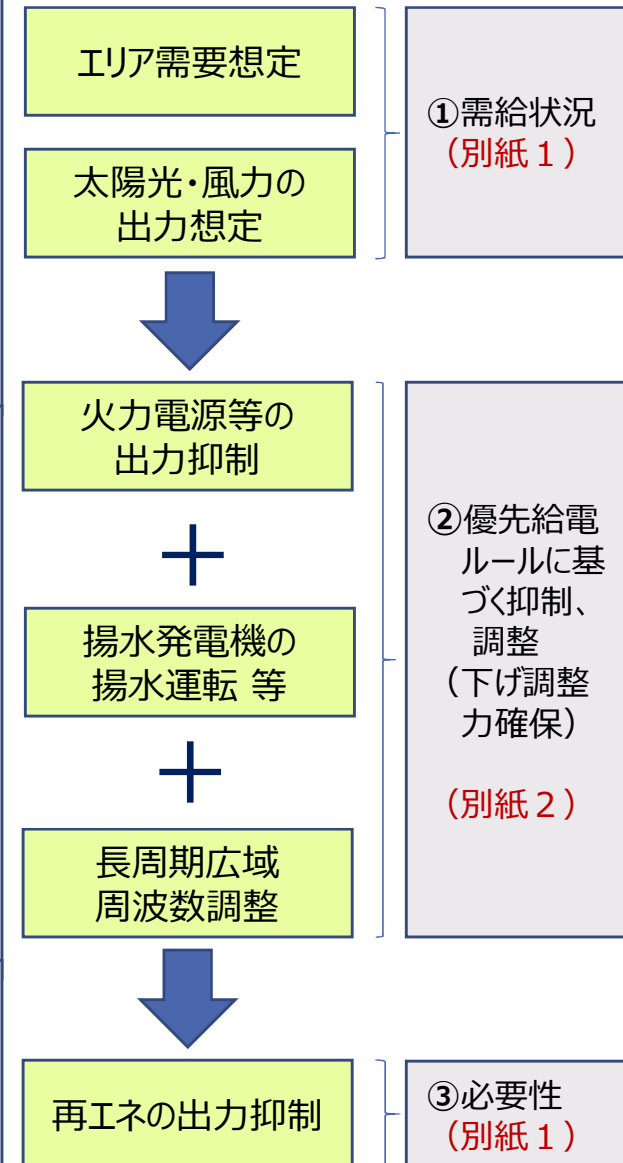 エリア需要想定
太陽光・風力の
出力想定
①需給状況
（別紙１）
火力電源等の
出力抑制
＋
揚水発電機の
揚水運転 等
＋
長周期広域
周波数調整
②優先給電
ルールに基
づく抑制、
調整
（下げ調整
力確保）
（別紙２）
再エネの出力抑制
③必要性
（別紙１）